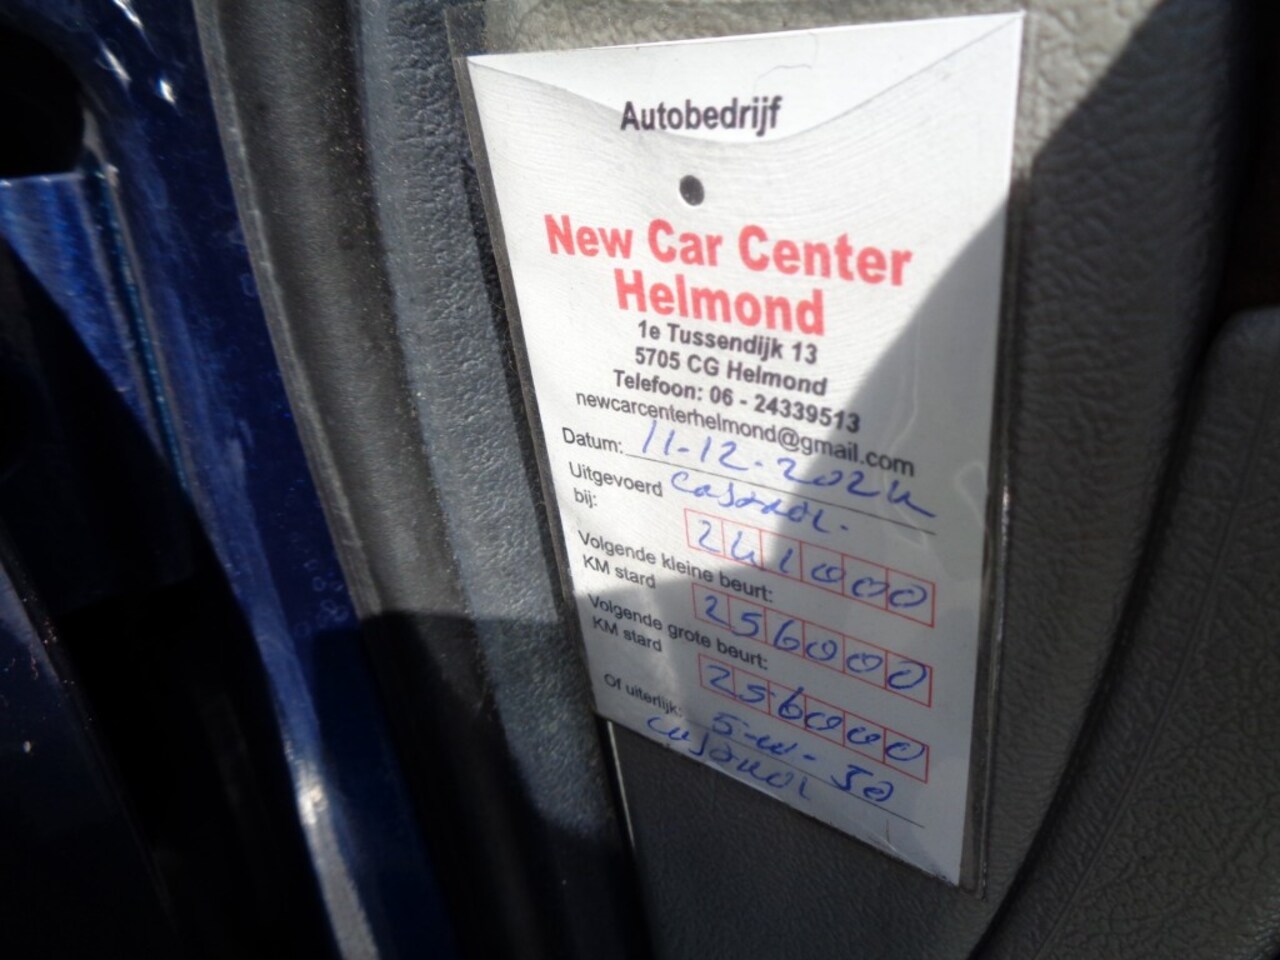 Autobedrijf
New Car Center
Helmond
1e Tussendijk 13
5705 CG Helmond
Telefoon: 06 - 24339513
newcarcenterhelmond@gmail.com
Datum: 11-12-2024
Uitgevoerd
bij: 241000
Volgende kleine beurt:
KM stard 256000
Volgende grote beurt:
KM stard 256000
Of uiterlijk: 5-w-30